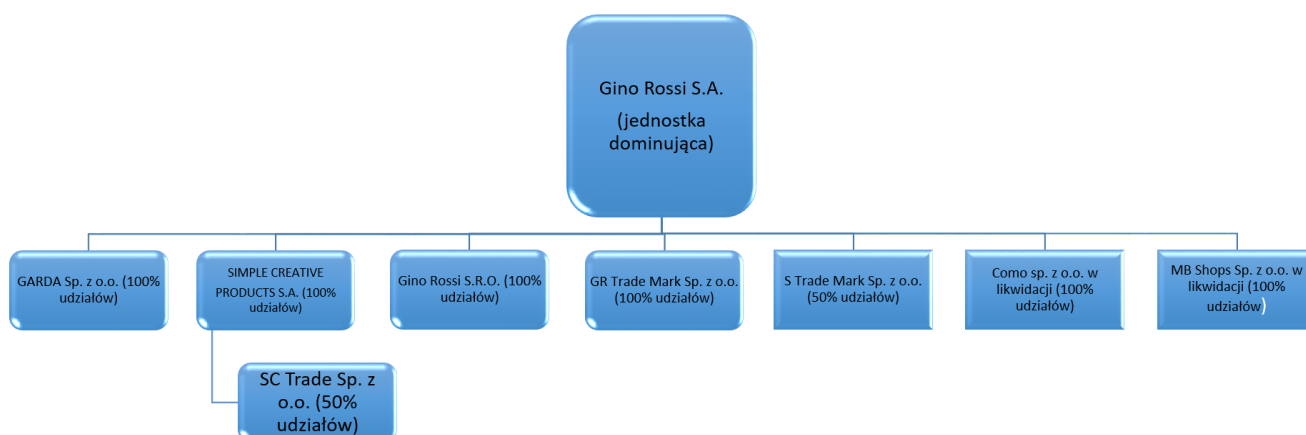 Gino Rossi S.A.
(jednostka
dominująca)
GARDA Sp. z o.o. (100%
udziałów)
SIMPLE CREATIVE
PRODUCTS S.A. (100%
udziałów)
Gino Rossi S.R.O. (100%
udziałów)
GR Trade Mark Sp. z o.o.
(100% udziałów)
S Trade Mark Sp. z o.o.
(50% udziałów)
Como sp. z o.o. w
likwidacji (100%
udziałów)
MB Shops Sp. z o.o. w
likwidacji (100%
udziałów)
SC Trade Sp. z
o.o. (50%
udziałów)